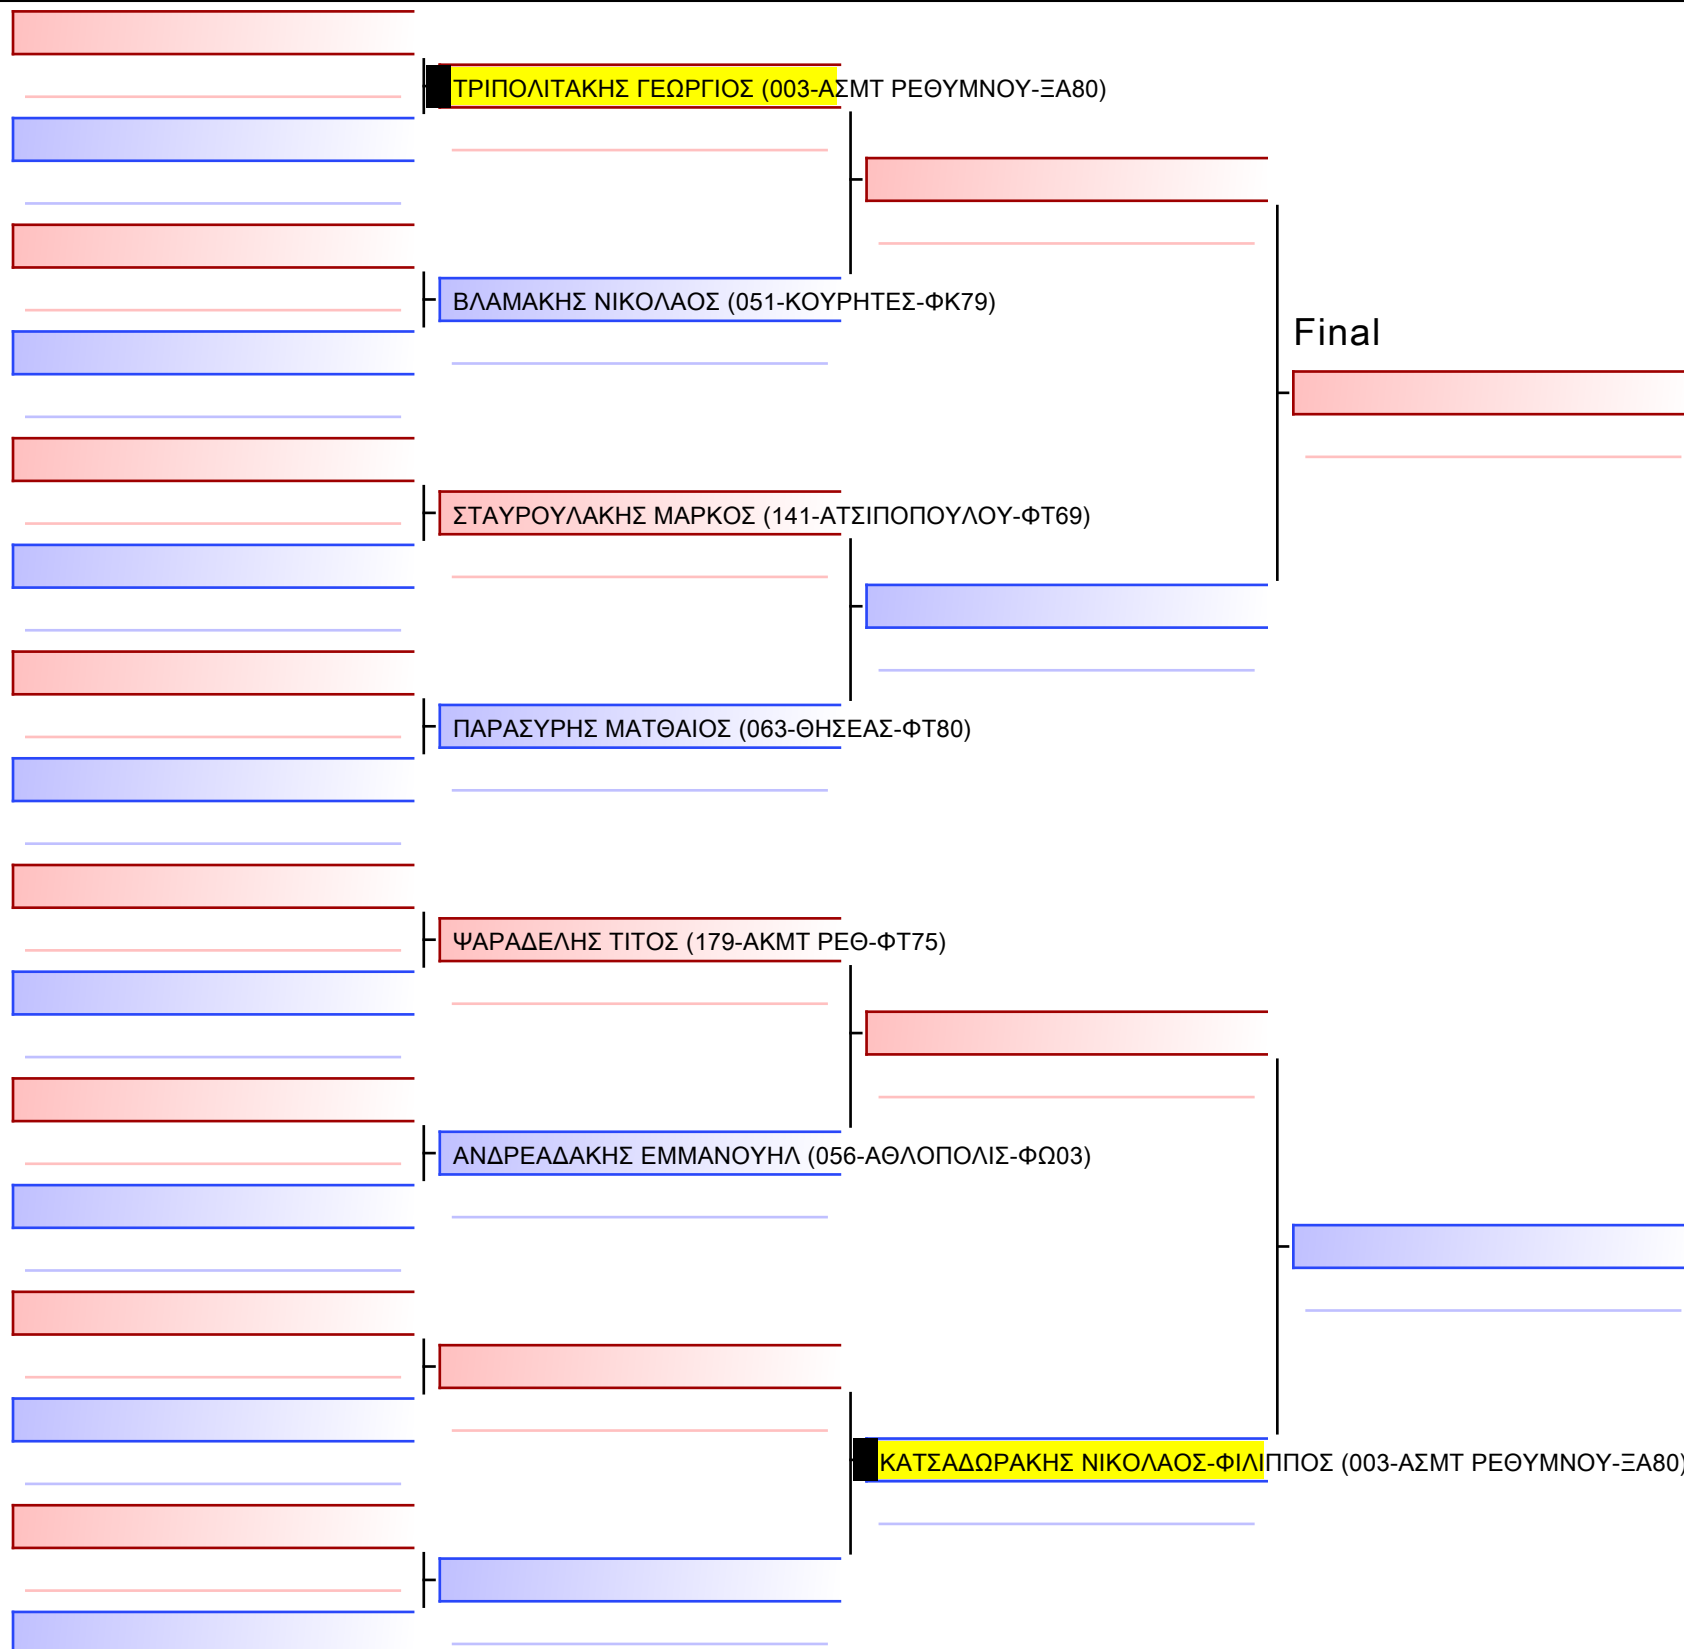 ΤΡΙΠΟΛΙΤΑΚΗΣ ΓΕΩΡΓΙΟΣ (003-ΑΣΜΤ ΡΕΘΥΜΝΟΥ-ΞΑ80)
ΒΛΑΜΑΚΗΣ ΝΙΚΟΛΑΟΣ (051-ΚΟΥΡΗΤΕΣ-ΦΚ79)
Final
ΣΤΑΥΡΟΥΛΑΚΗΣ ΜΑΡΚΟΣ (141-ΑΤΣΙΠΟΠΟΥΛΟΥ-ΦΤ69)
ΠΑΡΑΣΥΡΗΣ ΜΑΤΘΑΙΟΣ (063-ΘΗΣΕΑΣ-ΦΤ80)
ΨΑΡΑΔΕΛΗΣ ΤΙΤΟΣ (179-ΑΚΜΤ ΡΕΘ-ΦΤ75)
ΑΝΔΡΕΑΔΑΚΗΣ ΕΜΜΑΝΟΥΗΛ (056-ΑΘΛΟΠΟΛΙΣ-ΦΩ03)
ΚΑΤΣΑΔΩΡΑΚΗΣ ΝΙΚΟΛΑΟΣ-ΦΙΛΙΠΠΟΣ (003-ΑΣΜΤ ΡΕΘΥΜΝΟΥ-ΞΑ80)